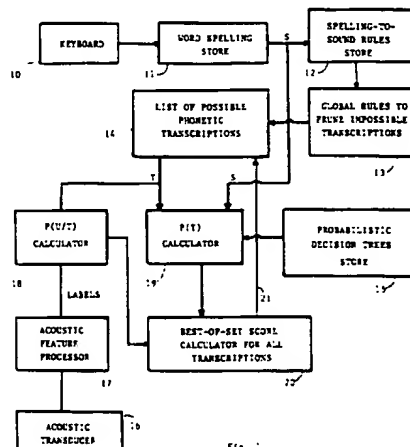 KEYBOARD
10
WORD SPELLING
STORE
11
S
SPELLING-TO-
SOUND RULES
STORE
12
LIST OF POSSIBLE
PHONETIC
TRANSCRIPTIONS
14
GLOBAL RULES TO
PRUNE IMPOSSIBLE
TRANSCRIPTIONS
13
T
S
P(U/T)
CALCULATOR
18
P(T)
CALCULATOR
19
PROBABILISTIC
DECISION TREES
STORE
15
LABELS
21
ACOUSTIC
FEATURE
PROCESSOR
17
BEST-OF-SET SCORE
CALCULATOR FOR ALL
TRANSCRIPTIONS
20
ACOUSTIC
TRANSDUCER
16